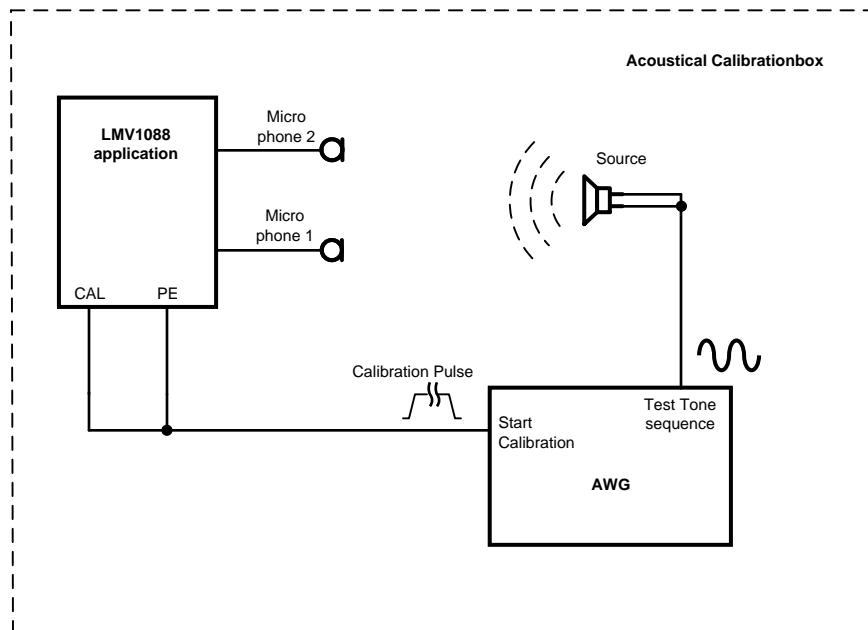 Acoustical Calibrationbox
LMV1088
application
Micro
phone 2
Micro
phone 1
Source
CAL PE
Calibration Pulse
Start
Calibration
Test Tone
sequence
AWG